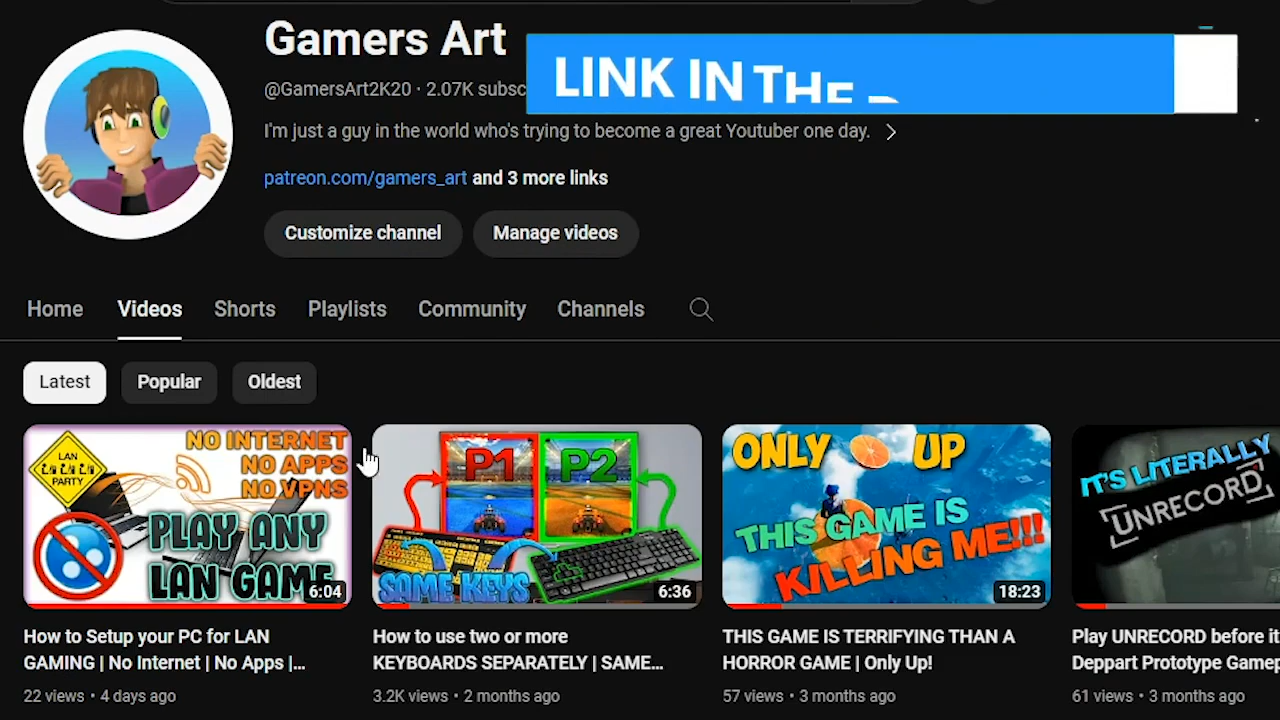 Gamers Art
LINK IN THE
@GamersArt2K20 · 2.07K subsc
I'm just a guy in the world who's trying to become a great Youtuber one day.
patreon.com/gamers_art and 3 more links
Customize channel Manage videos
Home Videos Shorts Playlists Community Channels
Latest Popular Oldest
LAN
PARTY
NO INTERNET
NO APPS
NO VPNS
PLAY ANY
LAN GAME
6:04
P1 P2
SAME KEYS
6:36
ONLY UP
THIS GAME IS
KILLING ME!!!
18:23
IT'S LITERALLY
UNRECORD
How to Setup your PC for LAN
GAMING | No Internet | No Apps |...
22 views · 4 days ago
How to use two or more
KEYBOARDS SEPARATELY | SAME...
3.2K views · 2 months ago
THIS GAME IS TERRIFYING THAN A
HORROR GAME | Only Up!
57 views · 3 months ago
Play UNRECORD before it
Deppart Prototype Gamep
61 views · 3 months ago